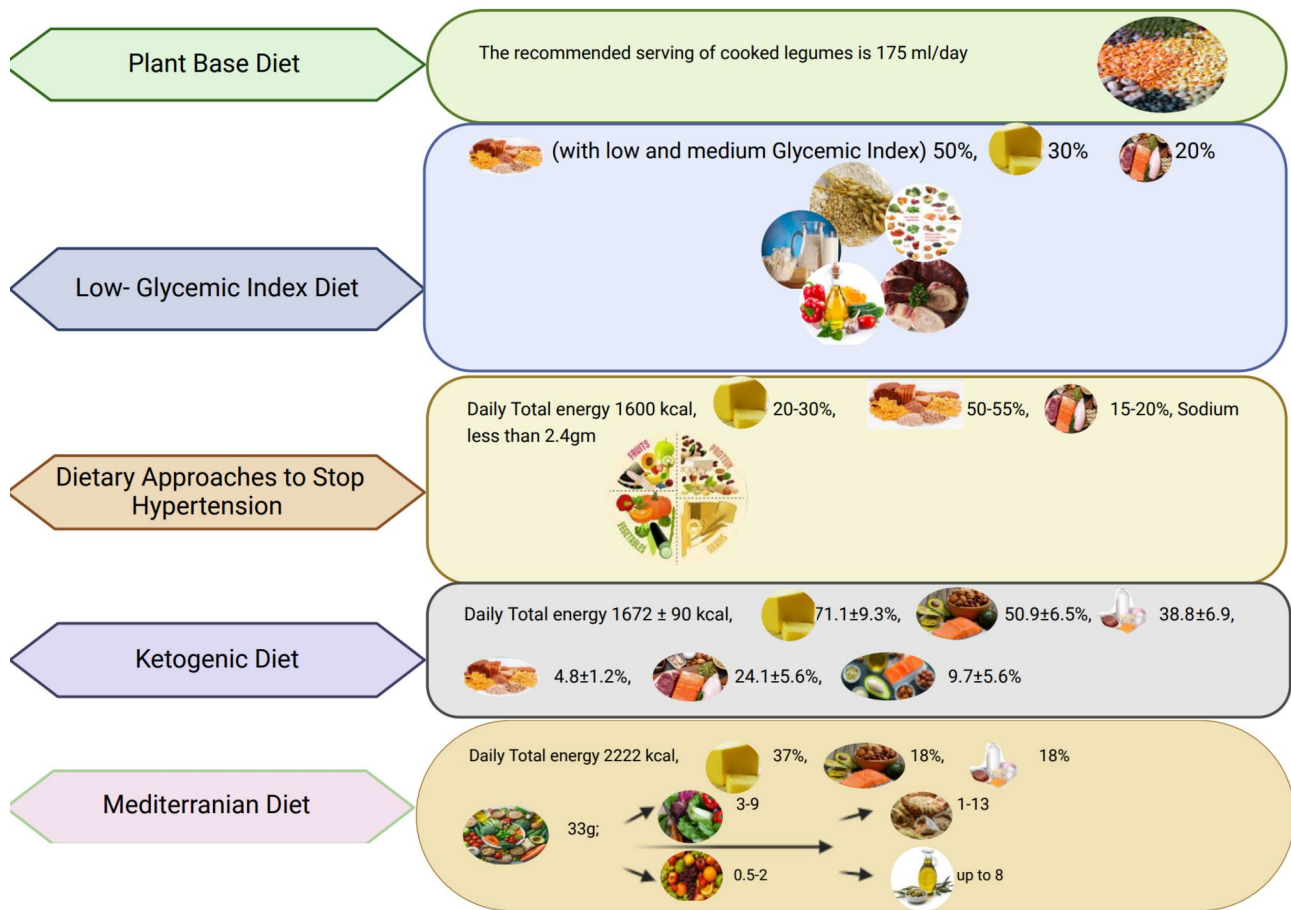 Plant Base Diet
The recommended serving of cooked legumes is 175 ml/day
Low- Glycemic Index Diet
(with low and medium Glycemic Index) 50%, 30% 20%
Dietary Approaches to Stop
Hypertension
Daily Total energy 1600 kcal, 20-30%, 50-55%, 15-20%, Sodium
less than 2.4gm
FRUITS
PROTEIN
VEGETABLES
GRAINS
Ketogenic Diet
Daily Total energy 1672 ± 90 kcal, 71.1±9.3%, 50.9±6.5%, 38.8±6.9,
4.8±1.2%, 24.1±5.6%, 9.7±5.6%
Mediterranian Diet
Daily Total energy 2222 kcal, 37%, 18%, 18%
33g; 3-9 1-13
0.5-2 up to 8